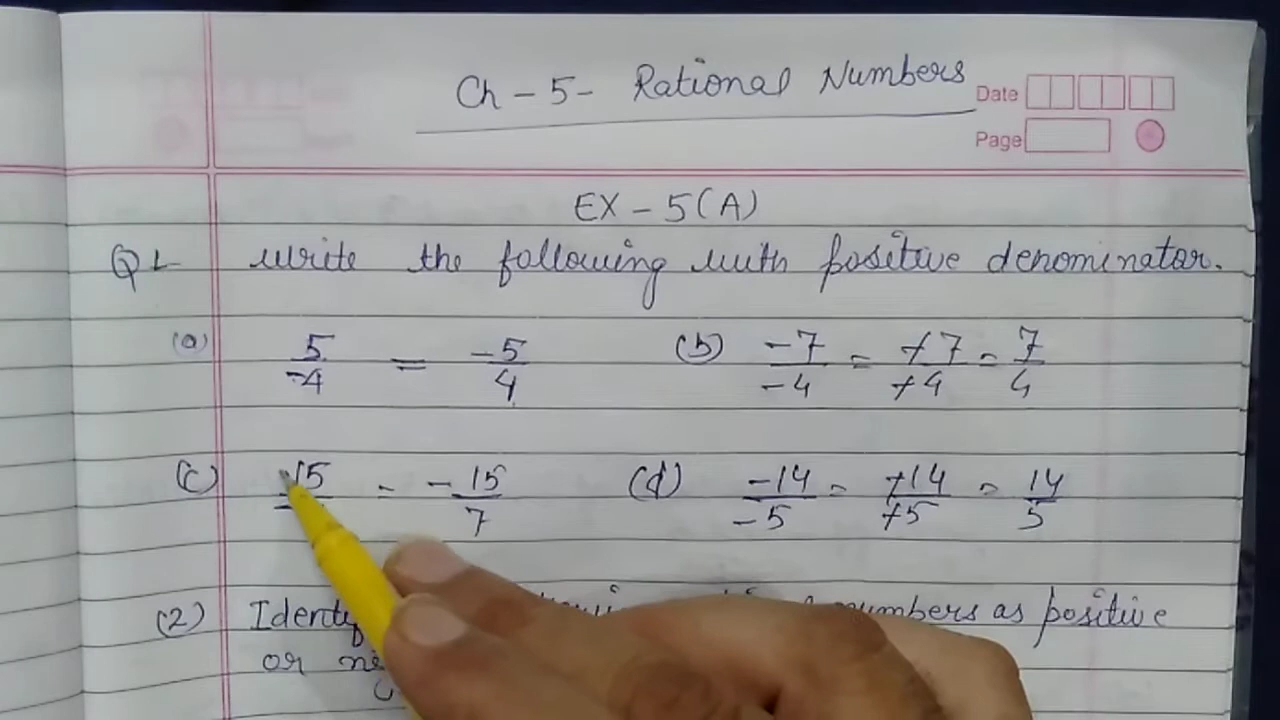 Ch - 5 - Rational Numbers
Date
Page
EX - 5(A)
Q1 Write the following with positive denominator.
(a) 5/-4 = -5/4 (b) -7/-4 = +7/+4 = 7/4
(c) 15/ = -15/7 (d) -14/-5 = +14/+5 = 14/5
(2) Identify numbers as positive
or